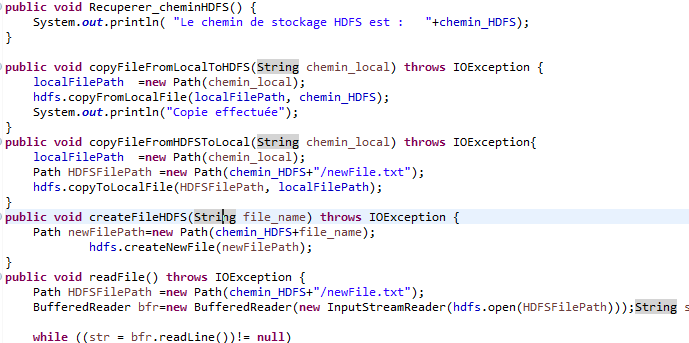 public void Recuperer_cheminHDFS() {
System.out.println( "Le chemin de stockage HDFS est :   "+chemin_HDFS);
}
public void copyFileFromLocalToHDFS(String chemin_local) throws IOException {
localFilePath  =new Path(chemin_local);
hdfs.copyFromLocalFile(localFilePath, chemin_HDFS);
System.out.println("Copie effectuée");
}
public void copyFileFromHDFSToLocal(String chemin_local) throws IOException{
localFilePath  =new Path(chemin_local);
Path HDFSFilePath =new Path(chemin_HDFS+"/newFile.txt");
hdfs.copyToLocalFile(HDFSFilePath, localFilePath);
}
public void createFileHDFS(String file_name) throws IOException {
Path newFilePath=new Path(chemin_HDFS+file_name);
hdfs.createNewFile(newFilePath);
}
public void readFile() throws IOException {
Path HDFSFilePath =new Path(chemin_HDFS+"/newFile.txt");
BufferedReader bfr=new BufferedReader(new InputStreamReader(hdfs.open(HDFSFilePath)));String s
while ((str = bfr.readLine())!= null)